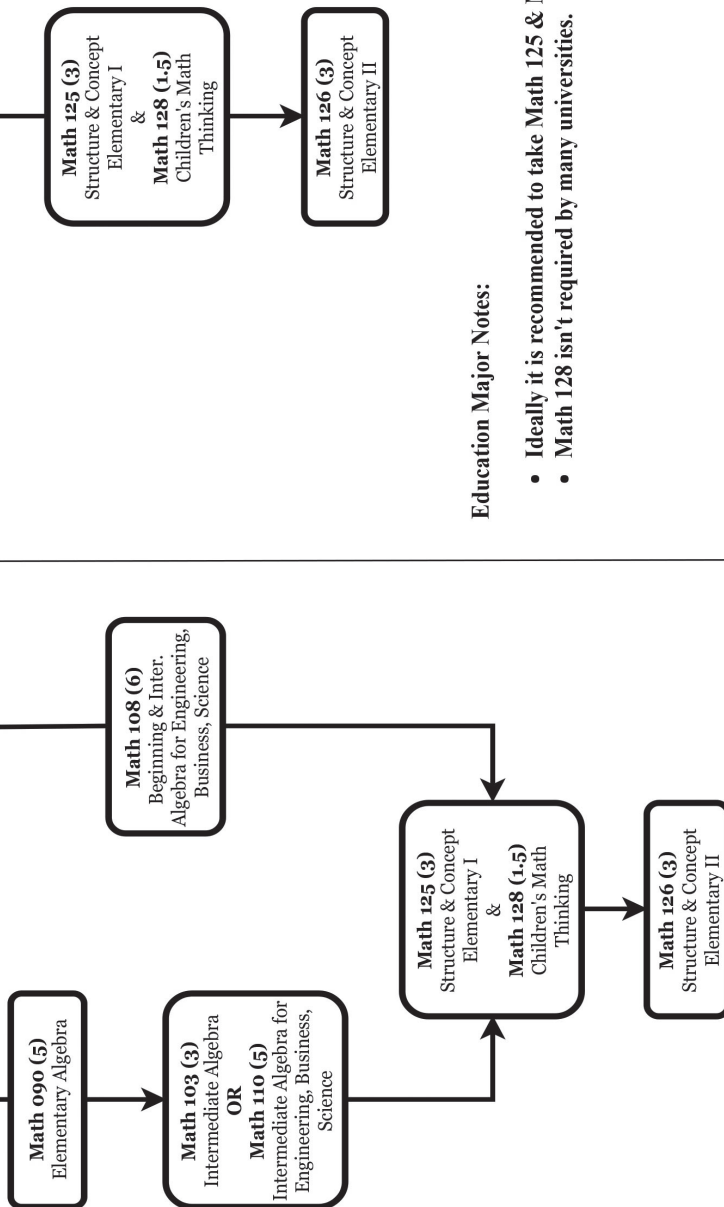 Math 090 (5)
Elementary Algebra
Math 103 (3)
Intermediate Algebra
OR
Math 110 (5)
Intermediate Algebra for
Engineering, Business,
Science
Math 108 (6)
Beginning & Inter.
Algebra for Engineering,
Business, Science
Math 125 (3)
Structure & Concept
Elementary I
&
Math 128 (1.5)
Children's Math
Thinking
Math 126 (3)
Structure & Concept
Elementary II
Math 125 (3)
Structure & Concept
Elementary I
&
Math 128 (1.5)
Children's Math
Thinking
Math 126 (3)
Structure & Concept
Elementary II
Education Major Notes:
• Ideally it is recommended to take Math 125 &
• Math 128 isn't required by many universities.